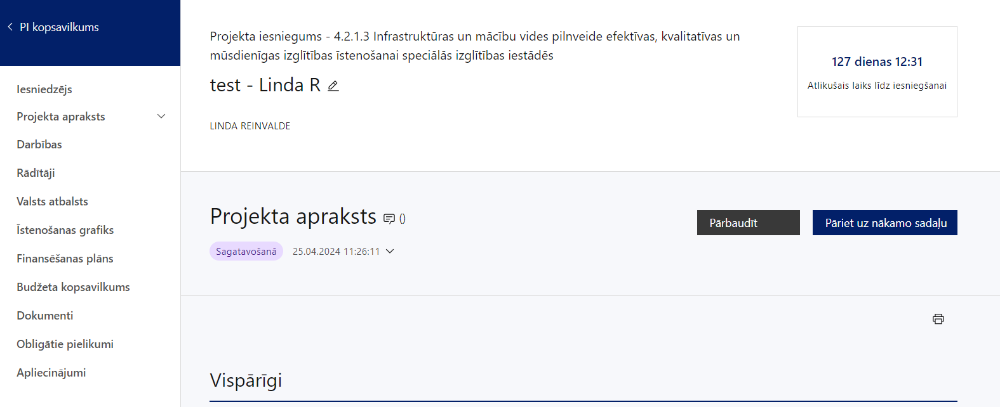 PI kopsavilkums
Iesniedzējs
Projekta apraksts
Darbības
Rādītāji
Valsts atbalsts
Īstenošanas grafiks
Finansēšanas plāns
Budžeta kopsavilkums
Dokumenti
Obligātie pielikumi
Apliecinājumi
Projekta iesniegums - 4.2.1.3 Infrastruktūras un mācību vides pilnveide efektīvas, kvalitatīvas un
mūsdienīgas izglītības īstenošanai speciālās izglītības iestādēs
test - Linda R
LINDA REINVALDE
127 dienas 12:31
Atlikušais laiks līdz iesniegšanai
Projekta apraksts ()
Sagatavošanā 25.04.2024 11:26:11
Pārbaudīt
Pāriet uz nākamo sadaļu
Vispārīgi